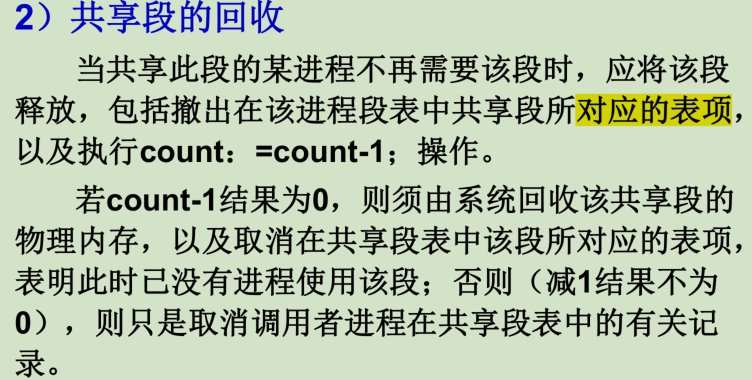 2）共享段的回收
当共享此段的某进程不再需要该段时，应将该段
释放，包括撤出在该进程段表中共享段所对应的表项，
以及执行count：=count-1；操作。
若count-1结果为0，则须由系统回收该共享段的
物理内存，以及取消在共享段表中该段所对应的表项，
表明此时已没有进程使用该段；否则（减1结果不为
0），则只是取消调用者进程在共享段表中的有关记
录。